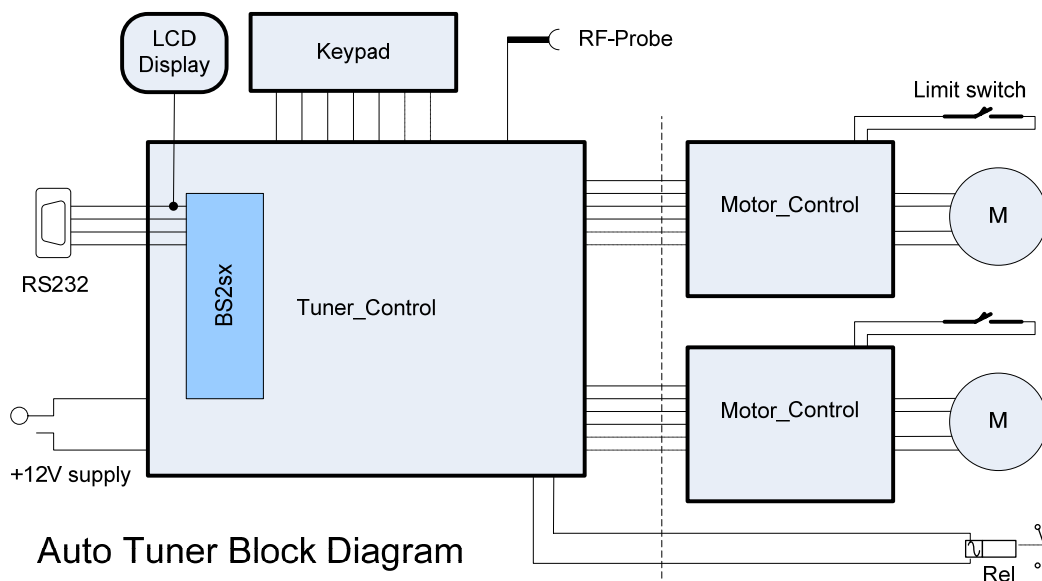 LCD
Display
Keypad
RF-Probe
Limit switch
Motor_Control
M
RS232
BS2sx
Tuner_Control
Motor_Control
M
+12V supply
Auto Tuner Block Diagram
Rel